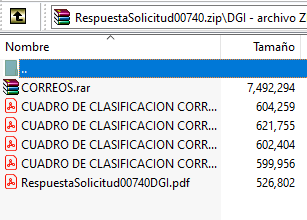 RespuestaSolicitud00740.zip\DGI - archivo Z
Nombre Tamaño
..
CORREOS.rar 7,492,294
CUADRO DE CLASIFICACION CORR... 604,259
CUADRO DE CLASIFICACION CORR... 621,755
CUADRO DE CLASIFICACION CORR... 602,404
CUADRO DE CLASIFICACION CORR... 599,956
RespuestaSolicitud00740DGI.pdf 526,802